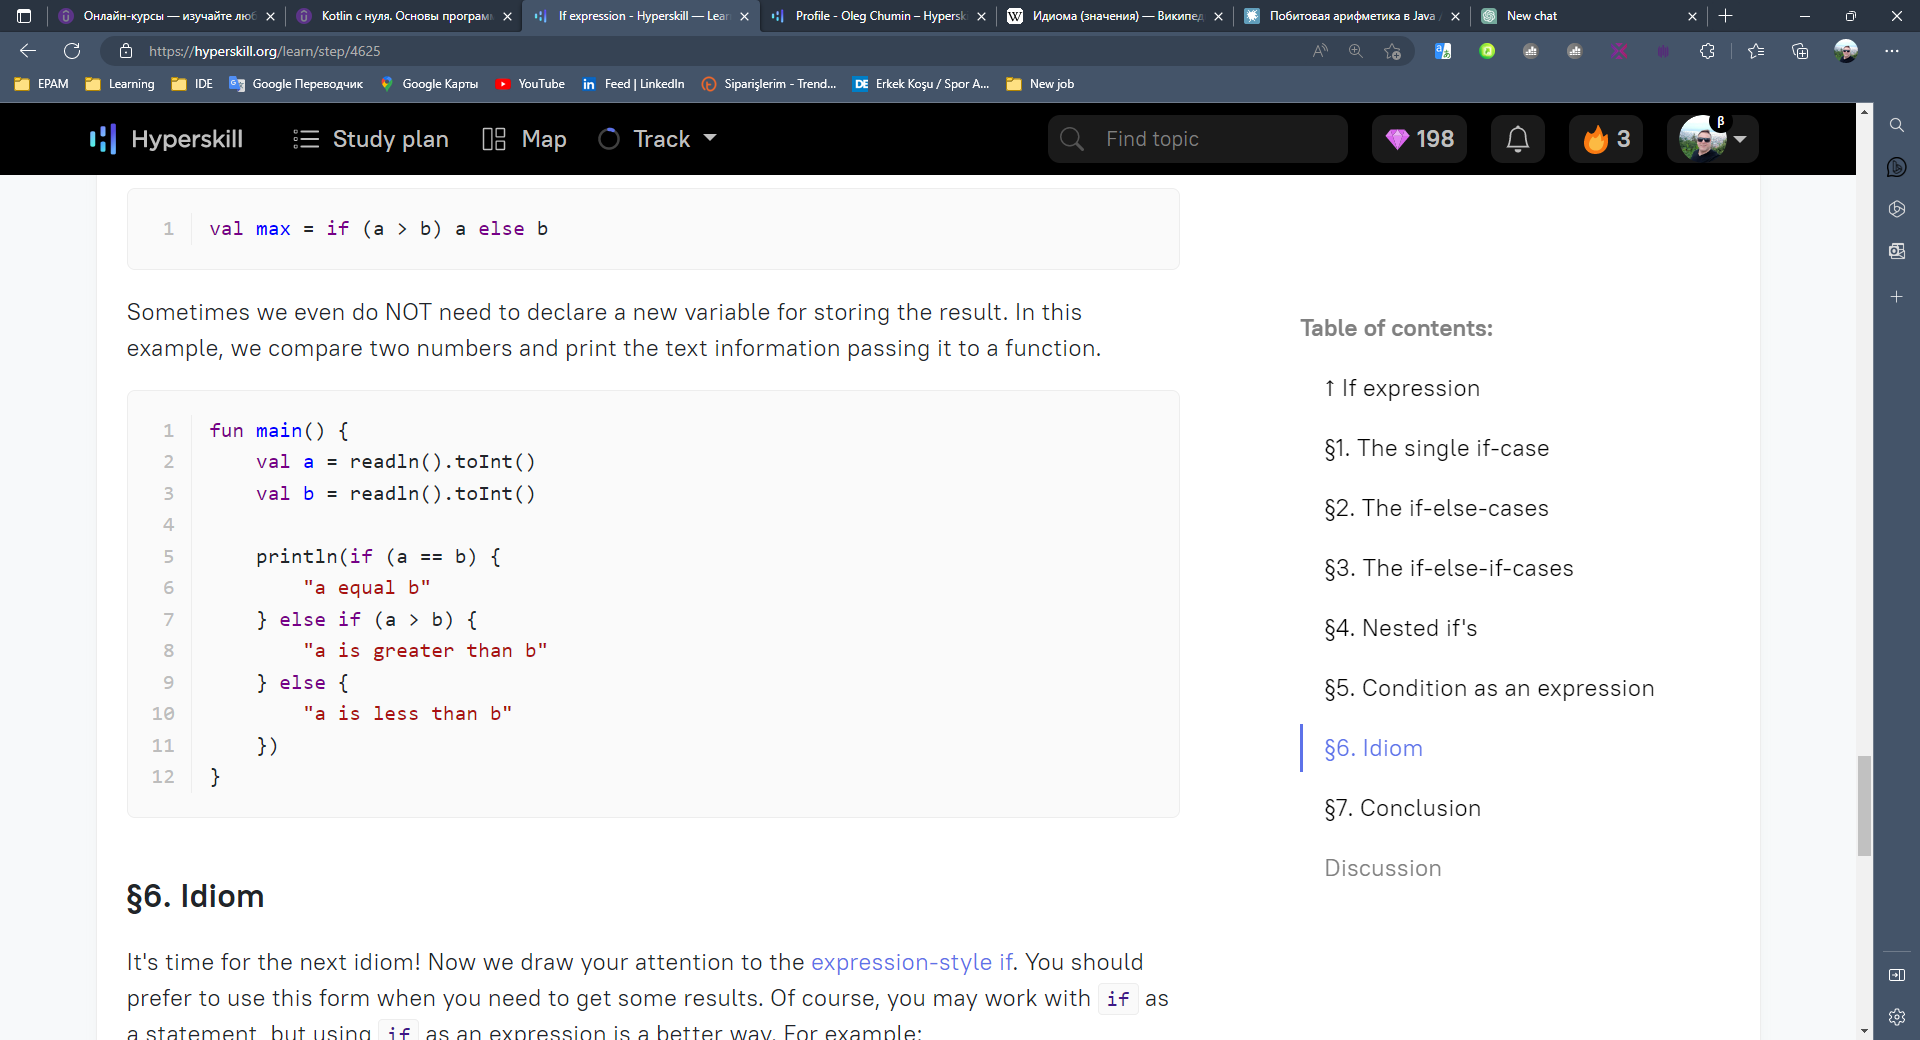 Онлайн-курсы — изучайте люб
Kotlin с нуля. Основы программ
If expression - Hyperskill — Lear
Profile - Oleg Chumin – Hypersk
Идиома (значения) — Википед
Побитовая арифметика в Java /
New chat
https://hyperskill.org/learn/step/4625
EPAM
Learning
IDE
Google Переводчик
Google Карты
YouTube
Feed | LinkedIn
Siparişlerim - Trend...
Erkek Koşu / Spor A...
New job
Hyperskill
Study plan
Map
Track
Find topic
198
3
β
1 val max = if (a > b) a else b
Sometimes we even do NOT need to declare a new variable for storing the result. In this
example, we compare two numbers and print the text information passing it to a function.
1 fun main() {
2 val a = readln().toInt()
3 val b = readln().toInt()
4
5 println(if (a == b) {
6 "a equal b"
7 } else if (a > b) {
8 "a is greater than b"
9 } else {
10 "a is less than b"
11 })
12 }
§6. Idiom
It's time for the next idiom! Now we draw your attention to the expression-style if. You should
prefer to use this form when you need to get some results. Of course, you may work with if as
a statement, but using if as an expression is a better way. For example:
Table of contents:
↑ If expression
§1. The single if-case
§2. The if-else-cases
§3. The if-else-if-cases
§4. Nested if's
§5. Condition as an expression
§6. Idiom
§7. Conclusion
Discussion